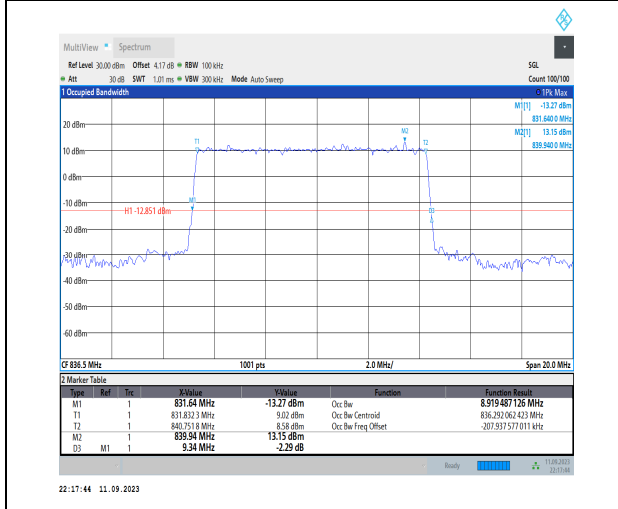 MultiView Spectrum
Ref Level 30.00 dBm Offset 4.17 dB RBW 100 kHz SGL
Att 30 dB SWT 1.01 ms VBW 300 kHz Mode Auto Sweep Count 100/100
1 Occupied Bandwidth 1Pk Max
M1[1] -13.27 dBm
831.640 0 MHz
M2[1] 13.15 dBm
839.940 0 MHz
20 dBm
M2
T1 T2
10 dBm
0 dBm
-10 dBm
M1
H1 -12.851 dBm
D3
-20 dBm
-30 dBm
-40 dBm
-50 dBm
-60 dBm
CF 836.5 MHz 1001 pts 2.0 MHz/ Span 20.0 MHz
2 Marker Table
Type Ref Trc X-Value Y-Value Function Function Result
M1 1 831.64 MHz -13.27 dBm Occ Bw 8.919 487 126 MHz
T1 1 831.832 3 MHz 9.02 dBm Occ Bw Centroid 836.292 062 423 MHz
T2 1 840.751 8 MHz 8.58 dBm Occ Bw Freq Offset -207.937 577 011 kHz
M2 1 839.94 MHz 13.15 dBm
D3 M1 1 9.34 MHz -2.29 dB
Ready 11.09.2023
22:17:44
22:17:44 11.09.2023